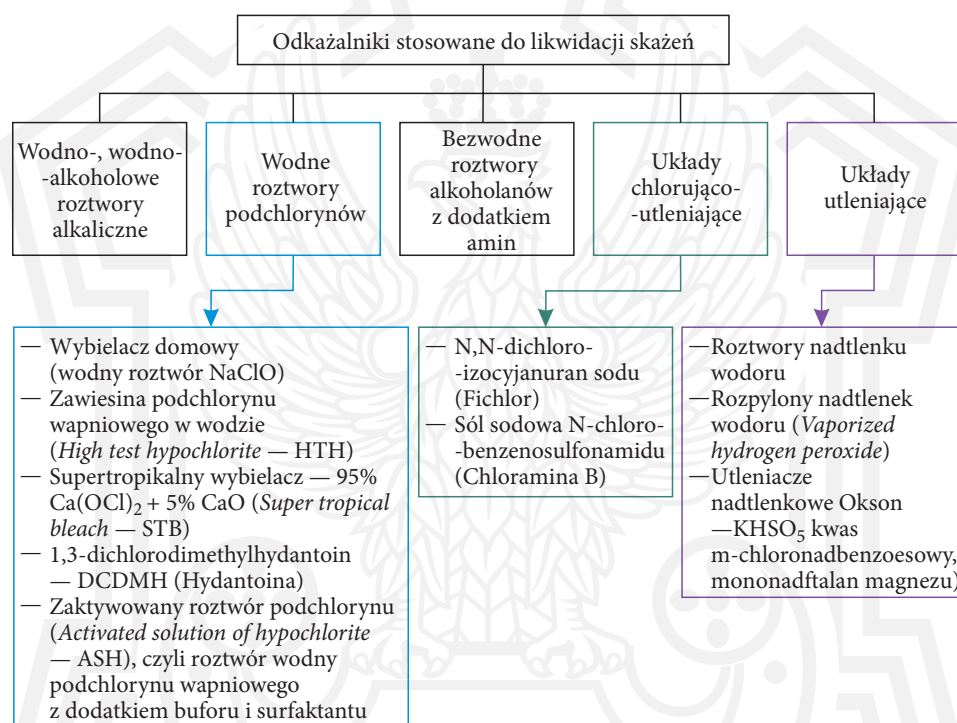 Odkażalniki stosowane do likwidacji skażeń
Wodno-, wodno-
-alkoholowe
roztwory
alkaliczne
Wodne
roztwory
podchlorynów
Bezwodne
roztwory
alkoholanów
z dodatkiem
amin
Układy
chlorująco-
-utleniające
Układy
utleniające
— Wybielacz domowy
(wodny roztwór NaClO)
— Zawiesina podchlorynu
wapniowego w wodzie
(High test hypochlorite — HTH)
— Supertropikalny wybielacz — 95%
Ca(OCl)₂ + 5% CaO (Super tropical
bleach — STB)
— 1,3-dichlorodimethylhydantoin
— DCDMH (Hydantoina)
— Zaktywowany roztwór podchlorynu
(Activated solution of hypochlorite
— ASH), czyli roztwór wodny
podchlorynu wapniowego
z dodatkiem buforu i surfaktantu
— N,N-dichloro-
-izocyjanuran sodu
(Fichlor)
— Sól sodowa N-chloro-
-benzenosulfonamidu
(Chloramina B)
— Roztwory nadtlenku
wodoru
— Rozpylony nadtlenek
wodoru (Vaporized
hydrogen peroxide)
— Utleniacze
nadtlenkowe Okson
—KHSO₅ kwas
m-chloronadbenzoesowy,
mononadftalan magnezu)